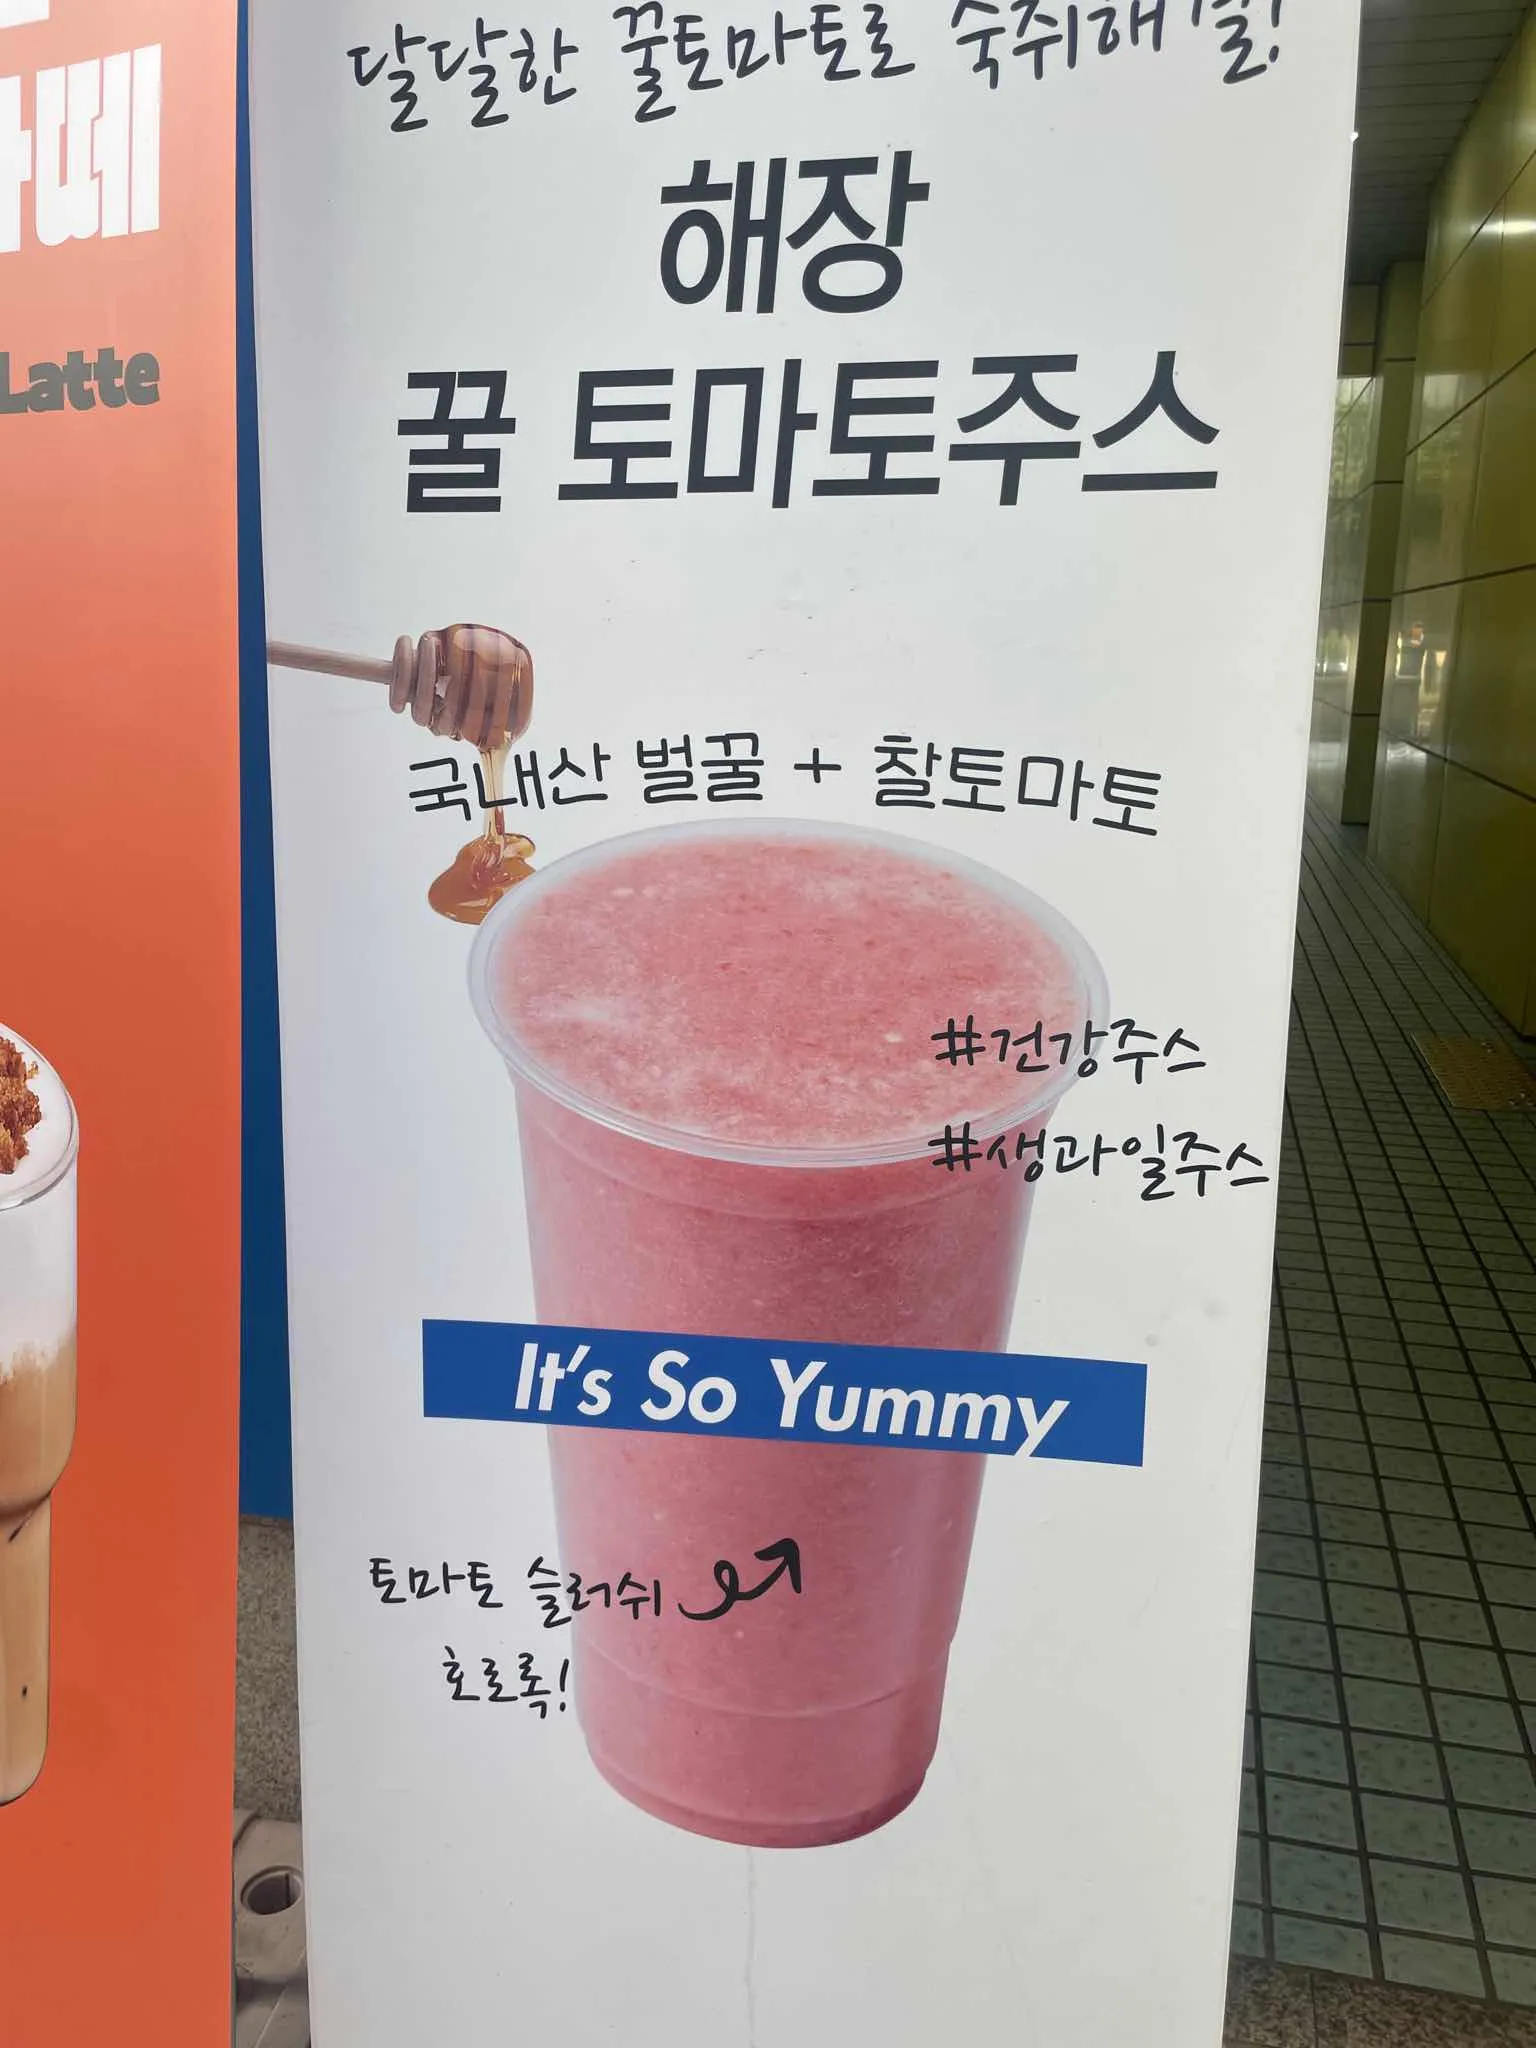 달달한 꿀토마토로 숙취해결!
해장
꿀 토마토주스
국내산 벌꿀 + 찰토마토
#건강주스
#생과일주스
It's So Yummy
토마토 슬러쉬
호로록!
Latte